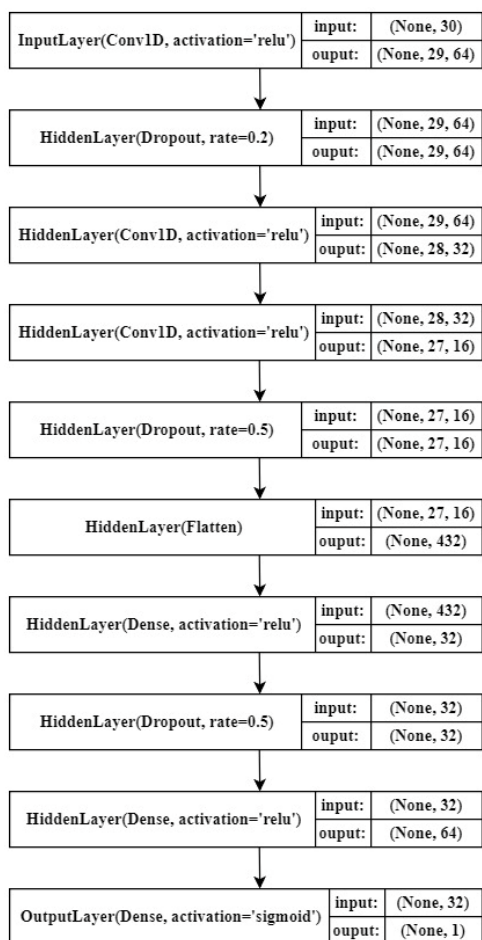 InputLayer(Conv1D, activation='relu')
input: (None, 30)
ouput: (None, 29, 64)
HiddenLayer(Dropout, rate=0.2)
input: (None, 29, 64)
ouput: (None, 29, 64)
HiddenLayer(Conv1D, activation='relu')
input: (None, 29, 64)
ouput: (None, 28, 32)
HiddenLayer(Conv1D, activation='relu')
input: (None, 28, 32)
ouput: (None, 27, 16)
HiddenLayer(Dropout, rate=0.5)
input: (None, 27, 16)
ouput: (None, 27, 16)
HiddenLayer(Flatten)
input: (None, 27, 16)
ouput: (None, 432)
HiddenLayer(Dense, activation='relu')
input: (None, 432)
ouput: (None, 32)
HiddenLayer(Dropout, rate=0.5)
input: (None, 32)
ouput: (None, 32)
HiddenLayer(Dense, activation='relu')
input: (None, 32)
ouput: (None, 64)
OutputLayer(Dense, activation='sigmoid')
input: (None, 32)
ouput: (None, 1)